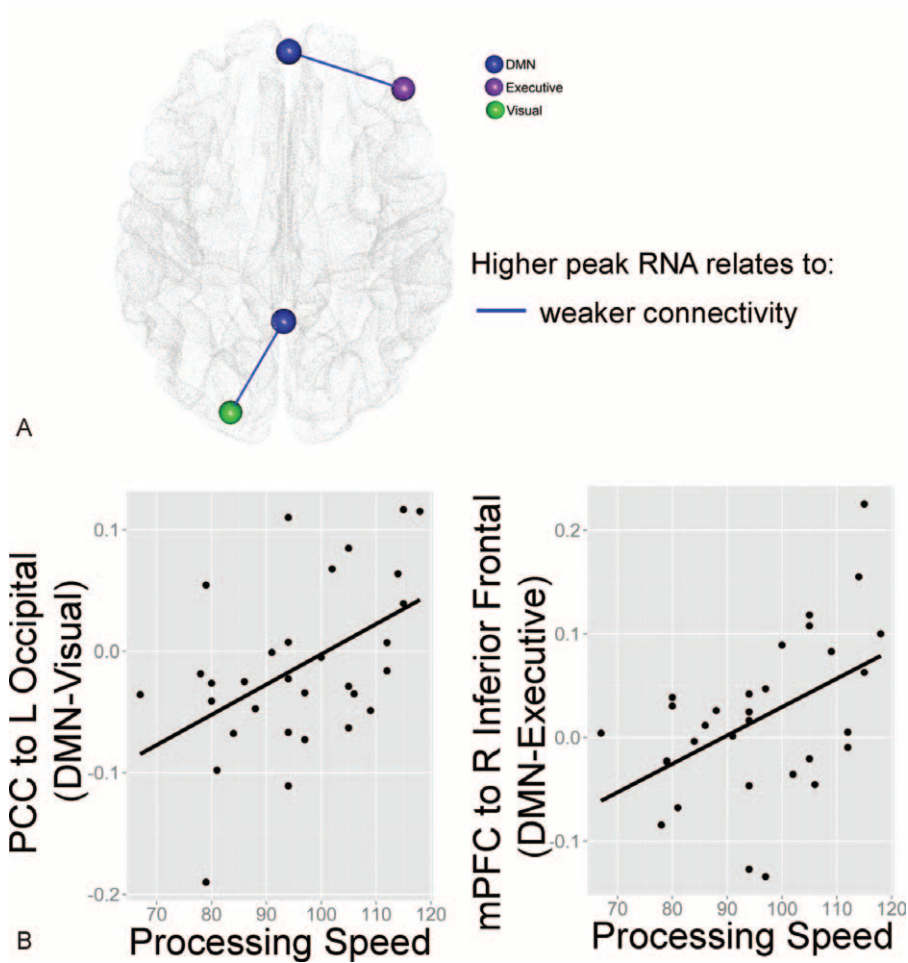 DMN
Executive
Visual
Higher peak RNA relates to:
weaker connectivity
A
PCC to L Occipital
(DMN-Visual)
0.1
0.0
-0.1
-0.2
70 80 90 100 110 120
Processing Speed
mPFC to R Inferior Frontal
(DMN-Executive)
0.2
0.1
0.0
-0.1
70 80 90 100 110 120
Processing Speed
B